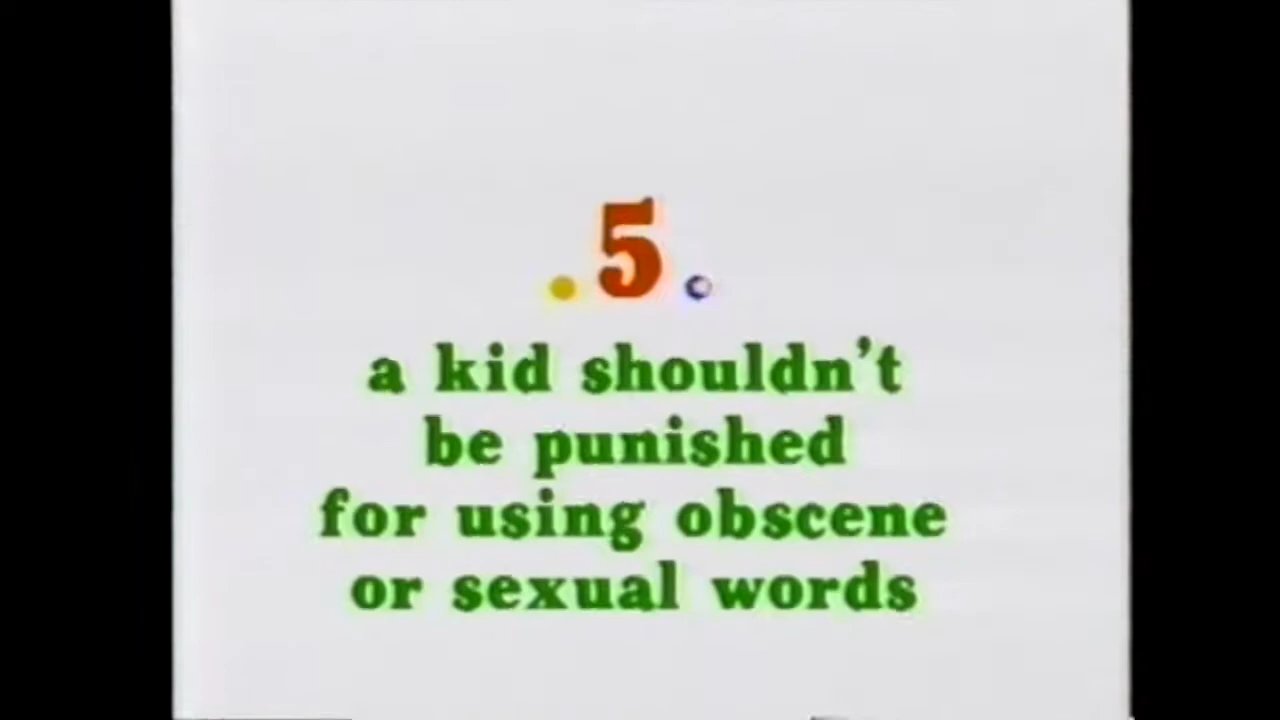 .5.
a kid shouldn't
be punished
for using obscene
or sexual words